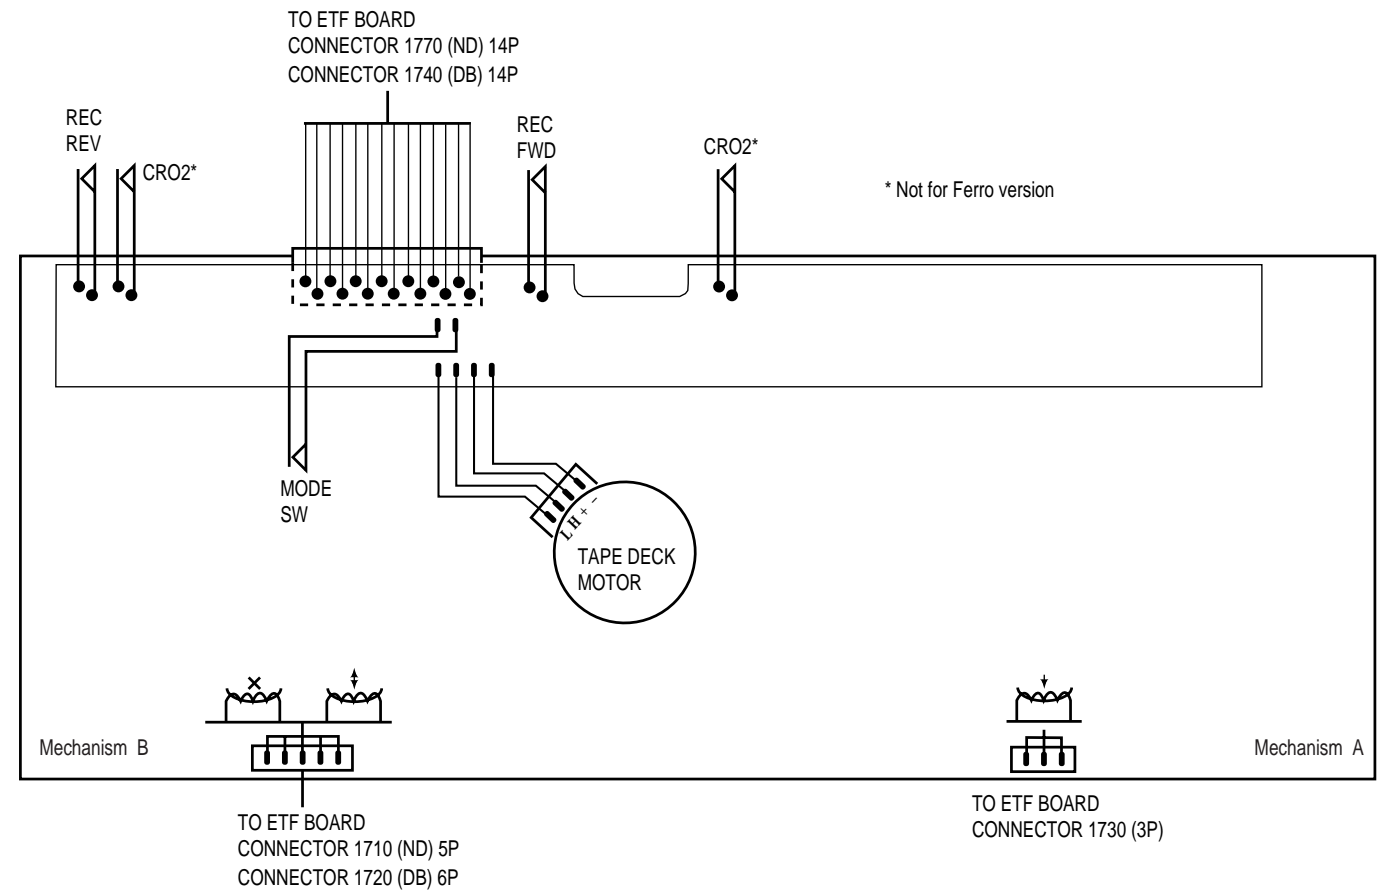 TO ETF BOARD
CONNECTOR 1770 (ND) 14P
CONNECTOR 1740 (DB) 14P
REC
REV
CRO2*
REC
FWD
CRO2*
* Not for Ferro version
MODE
SW
L H + -
TAPE DECK
MOTOR
Mechanism B
Mechanism A
TO ETF BOARD
CONNECTOR 1710 (ND) 5P
CONNECTOR 1720 (DB) 6P
TO ETF BOARD
CONNECTOR 1730 (3P)